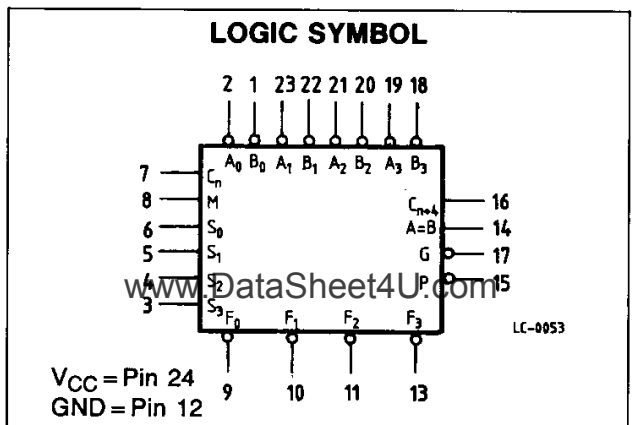 LOGIC SYMBOL
2 1 23 22 21 20 19 18
A0 B0 A1 B1 A2 B2 A3 B3
7 Cn
8 M
6 S0
5 S1
4 S2
3 S3
Cn+4 16
A=B 14
G 17
P 15
www.DataSheet4U.com
F0 F1 F2 F3
LC-0053
9 10 11 13
VCC = Pin 24
GND = Pin 12